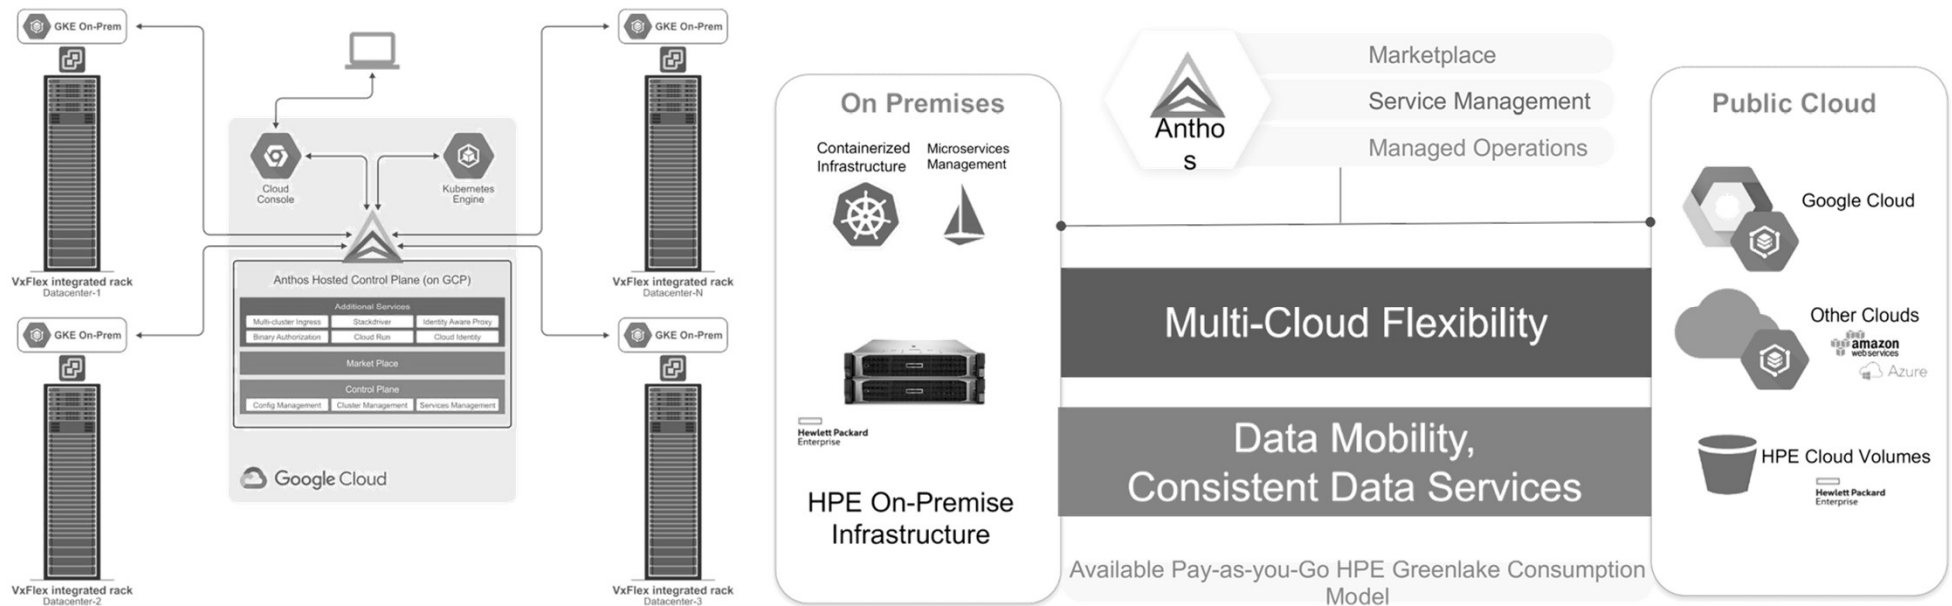 GKE On-Prem
VxFlex integrated rack
Datacenter-1
GKE On-Prem
VxFlex integrated rack
Datacenter-2
Cloud
Console
Kubernetes
Engine
Anthos Hosted Control Plane (on GCP)
Additional Services
Multi-cluster Ingress
Stackdriver
Identity Aware Proxy
Binary Authorization
Cloud Run
Cloud Identity
Market Place
Control Plane
Config Management
Cluster Management
Services Management
Google Cloud
GKE On-Prem
VxFlex integrated rack
Datacenter-N
GKE On-Prem
VxFlex integrated rack
Datacenter-3
On Premises
Containerized
Infrastructure
Microservices
Management
Hewlett Packard
Enterprise
HPE On-Premise
Infrastructure
Antho
s
Marketplace
Service Management
Managed Operations
Multi-Cloud Flexibility
Data Mobility,
Consistent Data Services
Available Pay-as-you-Go HPE Greenlake Consumption
Model
Public Cloud
Google Cloud
Other Clouds
amazon
web services
Azure
HPE Cloud Volumes
Hewlett Packard
Enterprise